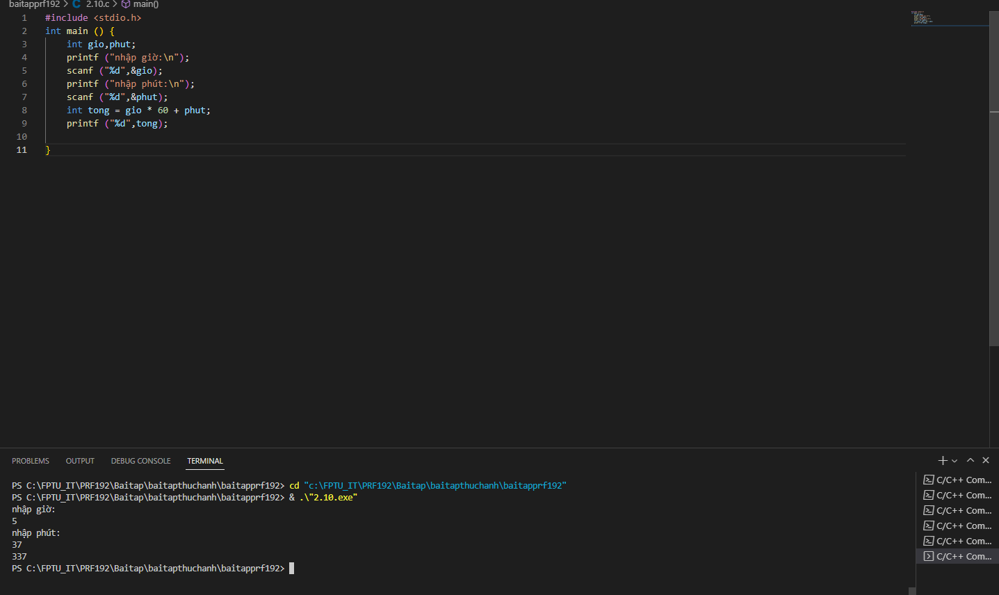 baitapprf192 > C 2.10.c > main()
1 #include <stdio.h>
2 int main () {
3 int gio,phut;
4 printf ("nhập giờ:\n");
5 scanf ("%d",&gio);
6 printf ("nhập phút:\n");
7 scanf ("%d",&phut);
8 int tong = gio * 60 + phut;
9 printf ("%d",tong);
10
11 }
PROBLEMS OUTPUT DEBUG CONSOLE TERMINAL
PS C:\FPTU_IT\PRF192\Baitap\baitapthuchanh\baitapprf192> cd "c:\FPTU_IT\PRF192\Baitap\baitapthuchanh\baitapprf192"
PS C:\FPTU_IT\PRF192\Baitap\baitapthuchanh\baitapprf192> & .\"2.10.exe"
nhập giờ:
5
nhập phút:
37
337
PS C:\FPTU_IT\PRF192\Baitap\baitapthuchanh\baitapprf192>
C/C++ Com...
C/C++ Com...
C/C++ Com...
C/C++ Com...
C/C++ Com...
C/C++ Com...